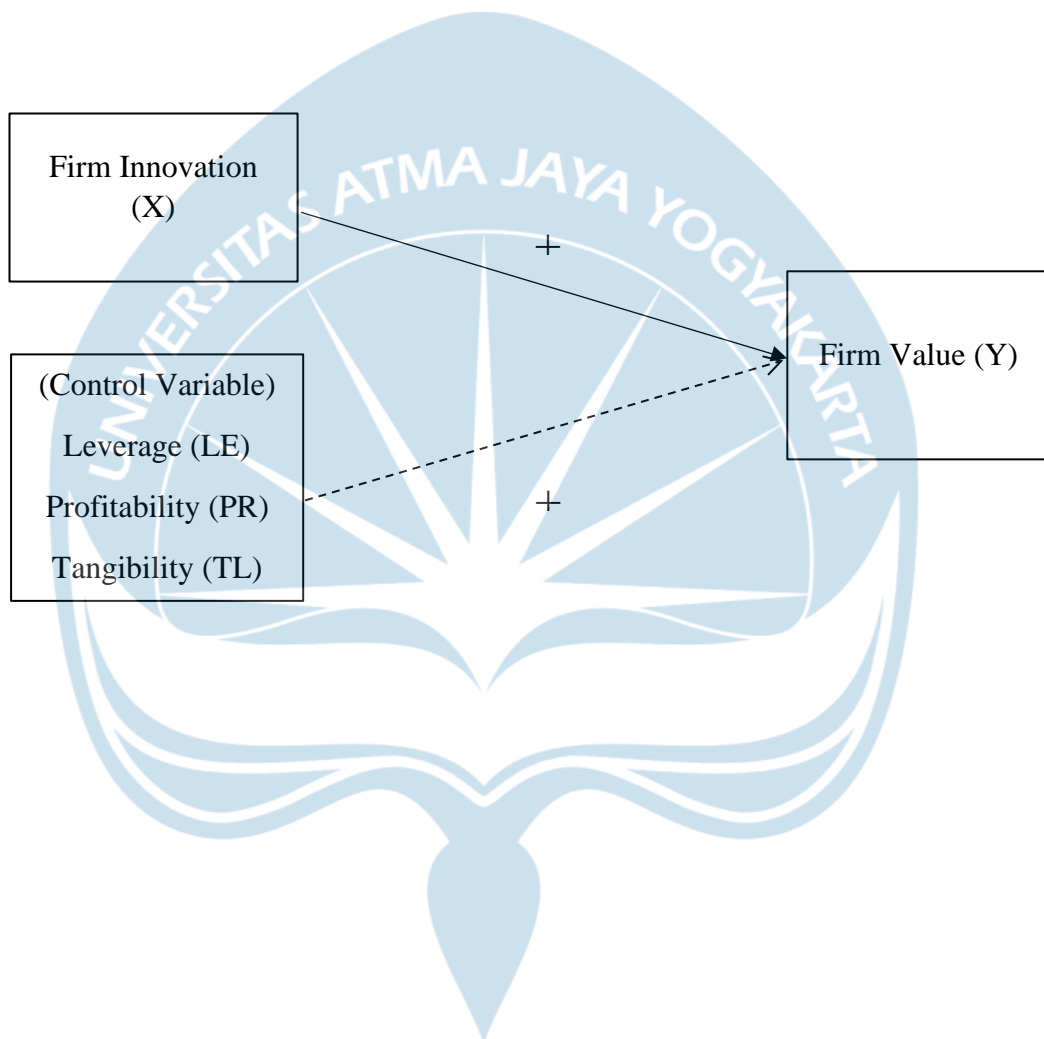 Firm Innovation
(X)
UNIVERSITAS ATMA JAYA YOGYAKARTA
+
Firm Value (Y)
(Control Variable)
Leverage (LE)
Profitability (PR)
Tangibility (TL)
+